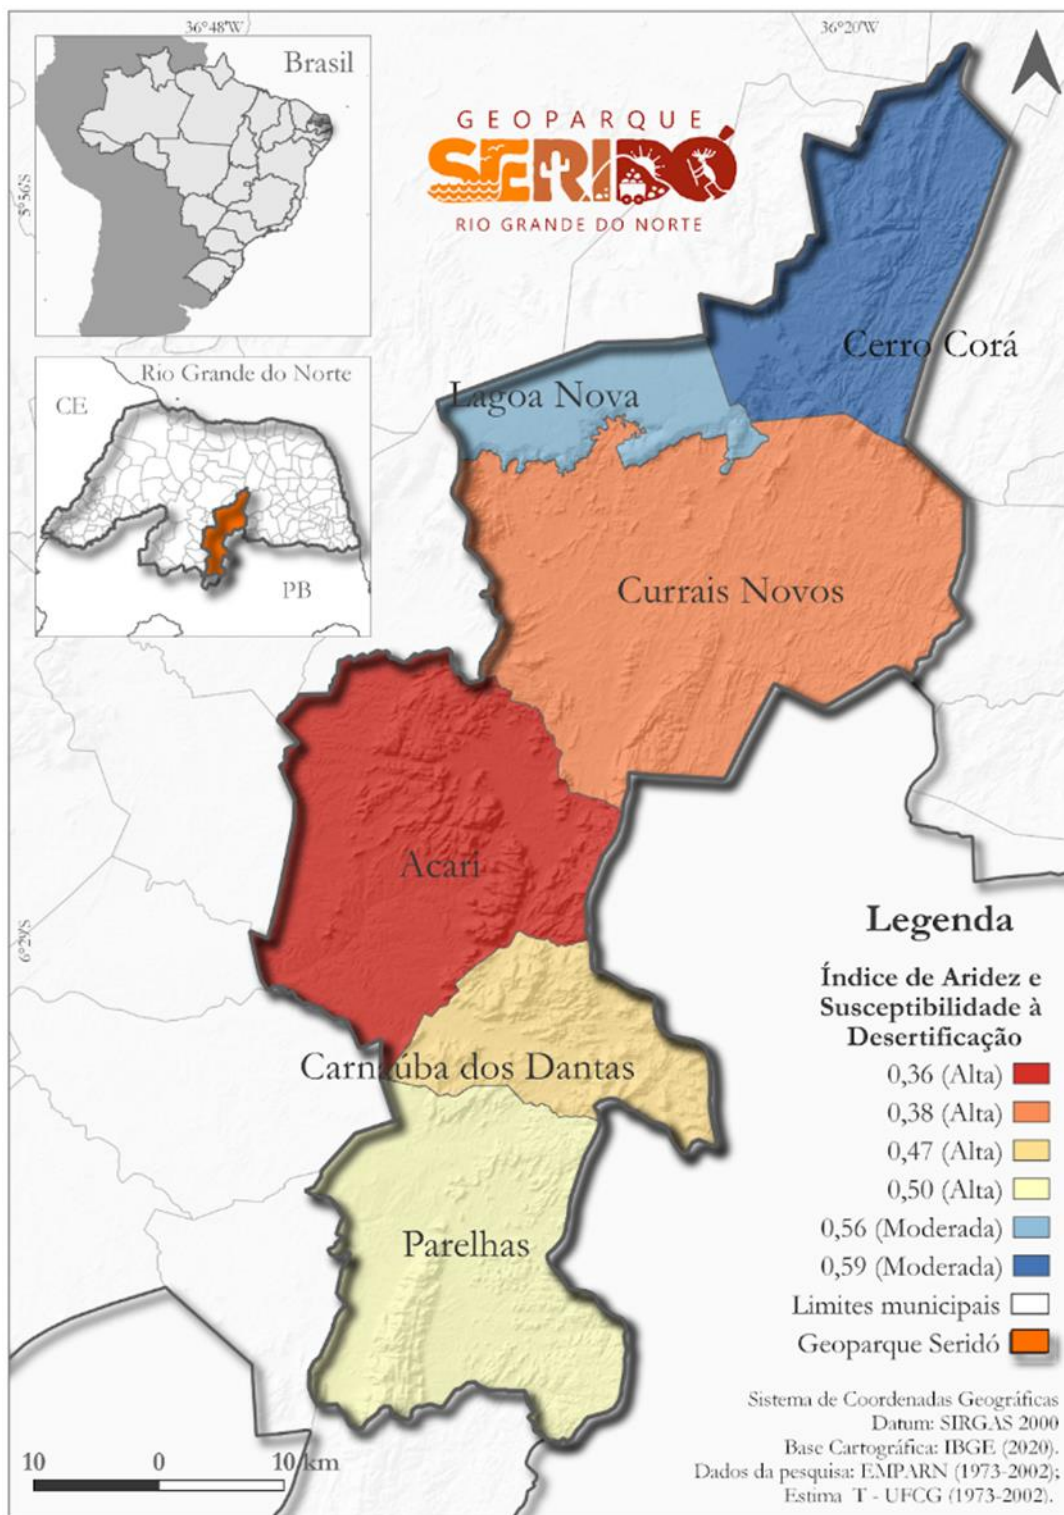 36°48'W
36°20'W
Brasil
GEOPARQUE
SERIDÓ
RIO GRANDE DO NORTE
5°56'S
Rio Grande do Norte
CE
PB
Cerro Corá
Lagoa Nova
Currais Novos
Acari
6°29'S
Carnaúba dos Dantas
Parelhas
Legenda
Índice de Aridez e
Susceptibilidade à
Desertificação
0,36 (Alta)
0,38 (Alta)
0,47 (Alta)
0,50 (Alta)
0,56 (Moderada)
0,59 (Moderada)
Limites municipais
Geoparque Seridó
Sistema de Coordenadas Geográficas
Datum: SIRGAS 2000
Base Cartográfica: IBGE (2020).
Dados da pesquisa: EMPARN (1973-2002);
Estima T - UFCG (1973-2002).
10 0 10 km